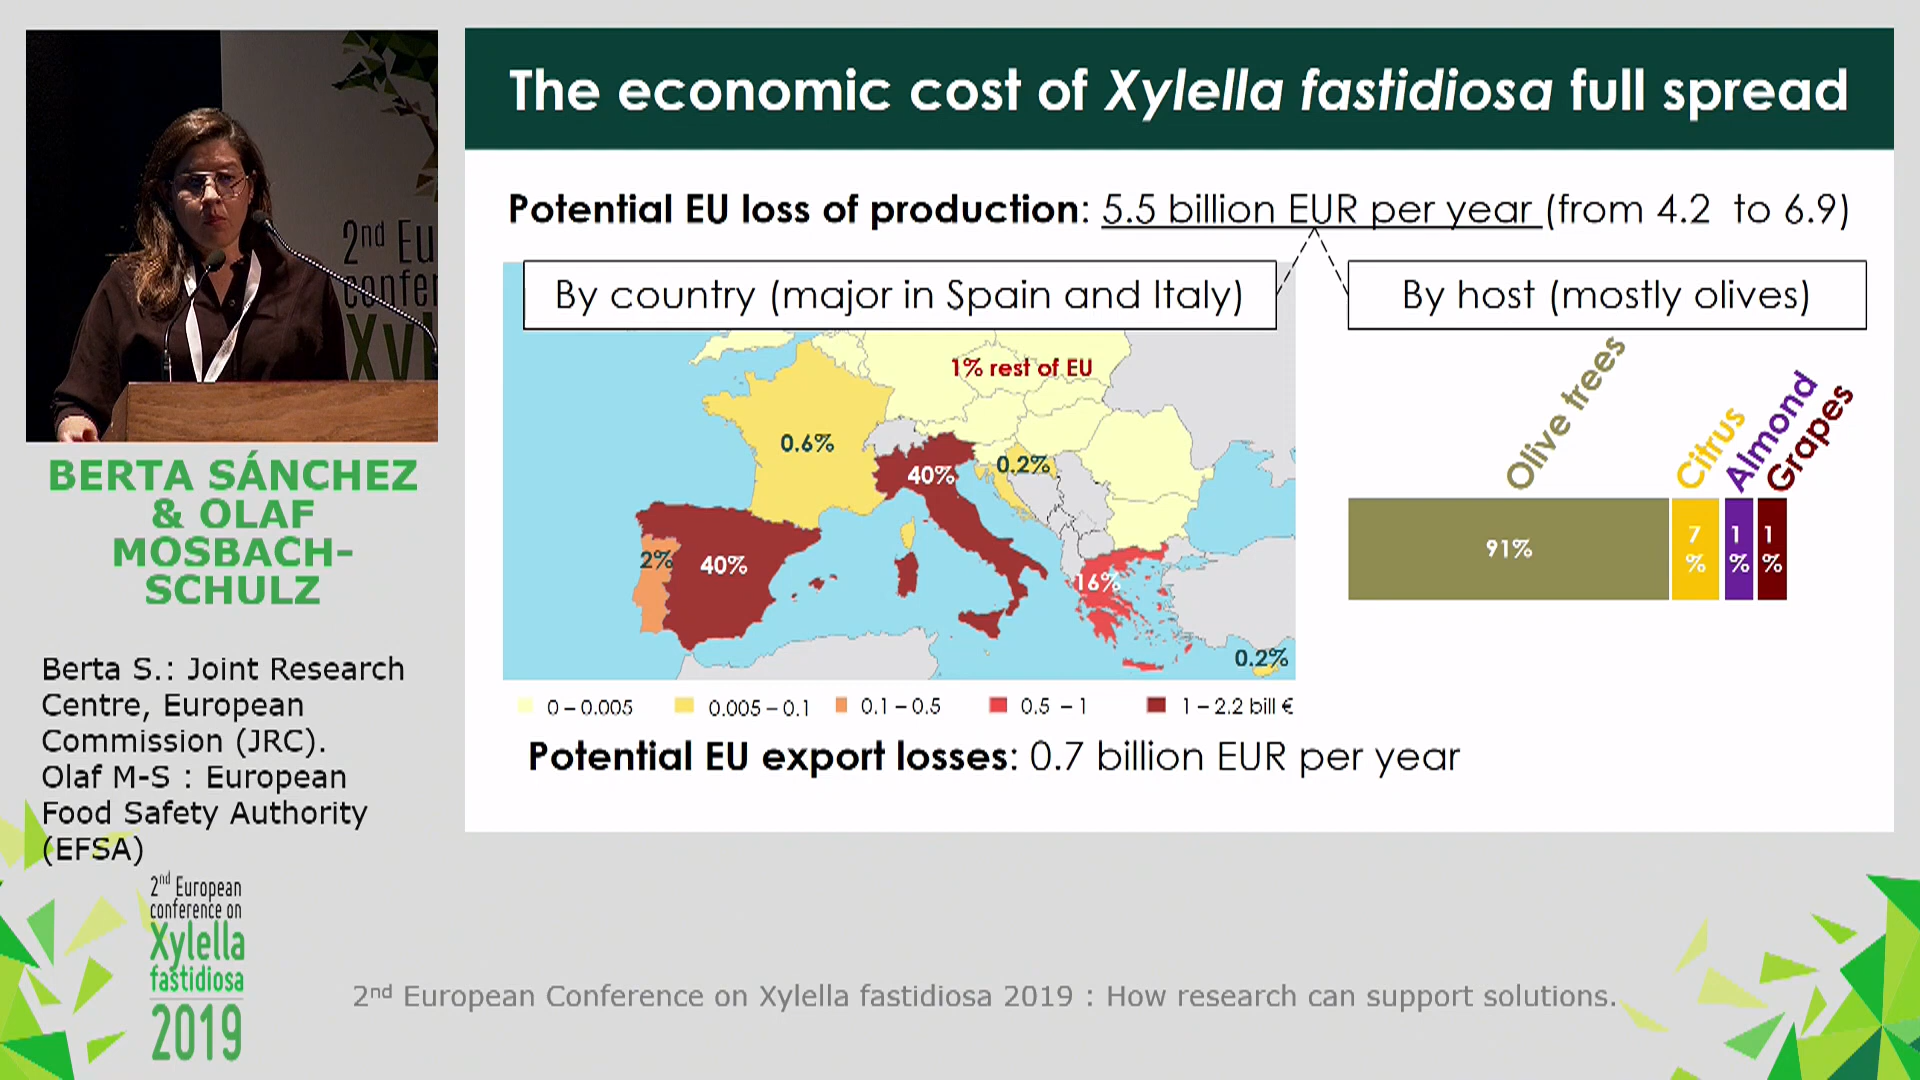 The economic cost of Xylella fastidiosa full spread
Potential EU loss of production: 5.5 billion EUR per year (from 4.2 to 6.9)
By country (major in Spain and Italy)
By host (mostly olives)
1% rest of EU
0.6%
40%
0.2%
2%
40%
16%
0.2%
0 – 0.005
0.005 – 0.1
0.1 – 0.5
0.5 – 1
1 – 2.2 bill €
Olive trees
Citrus
Almond
Grapes
91%
7
%
1
%
1
%
Potential EU export losses: 0.7 billion EUR per year
2nd Eu
confer
Xyl
BERTA SÁNCHEZ
& OLAF
MOSBACH-
SCHULZ
Berta S.: Joint Research
Centre, European
Commission (JRC).
Olaf M-S : European
Food Safety Authority
(EFSA)
2nd European
conference on
Xylella
fastidiosa
2019
2nd European Conference on Xylella fastidiosa 2019 : How research can support solutions.